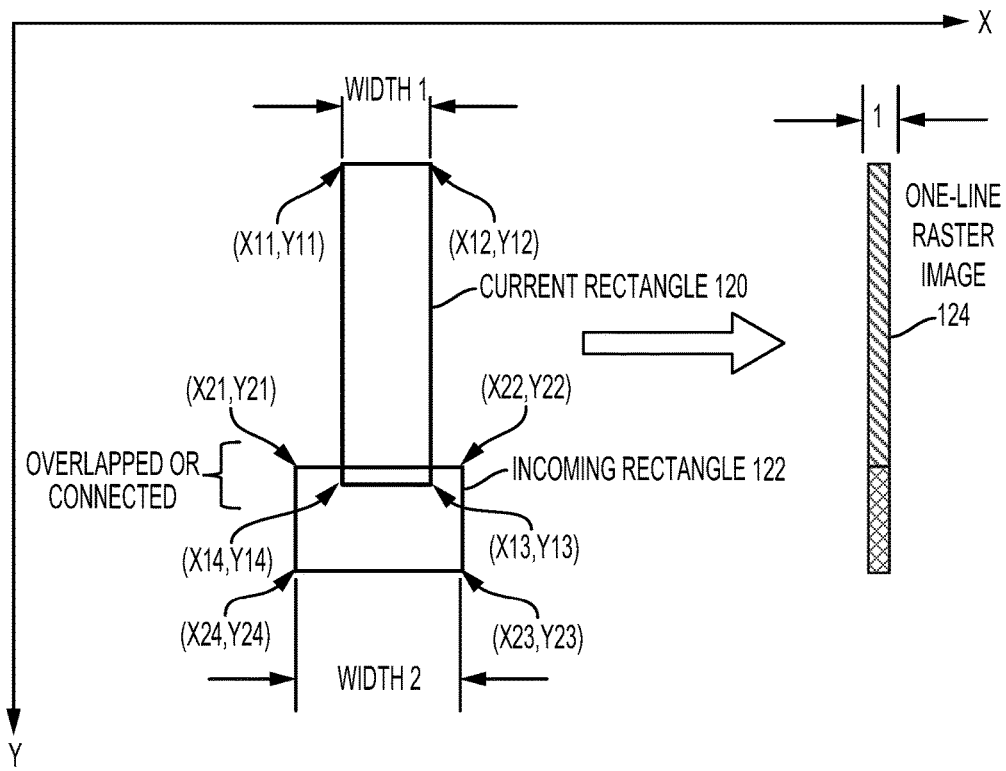 X
WIDTH 1
1
(X11,Y11)
(X12,Y12)
ONE-LINE
RASTER
IMAGE
124
CURRENT RECTANGLE 120
(X21,Y21)
(X22,Y22)
OVERLAPPED OR
CONNECTED
INCOMING RECTANGLE 122
(X14,Y14)
(X13,Y13)
(X24,Y24)
(X23,Y23)
WIDTH 2
Y